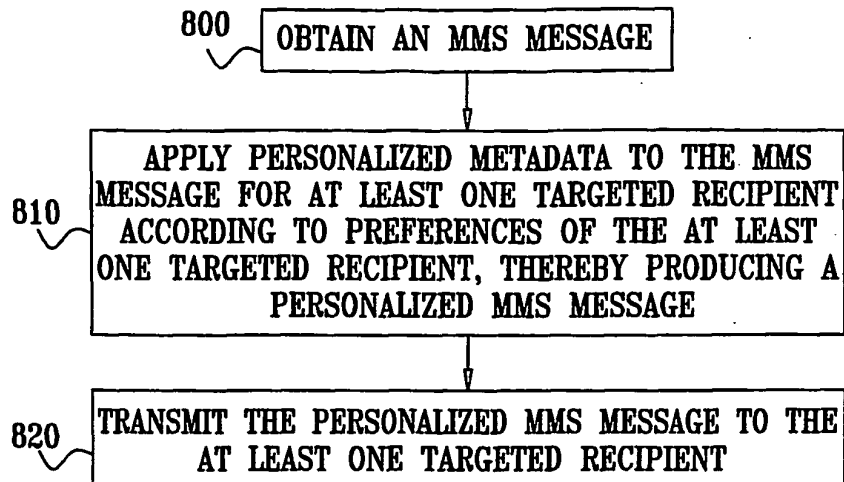 800
OBTAIN AN MMS MESSAGE
810
APPLY PERSONALIZED METADATA TO THE MMS
MESSAGE FOR AT LEAST ONE TARGETED RECIPIENT
ACCORDING TO PREFERENCES OF THE AT LEAST
ONE TARGETED RECIPIENT, THEREBY PRODUCING A
PERSONALIZED MMS MESSAGE
820
TRANSMIT THE PERSONALIZED MMS MESSAGE TO THE
AT LEAST ONE TARGETED RECIPIENT